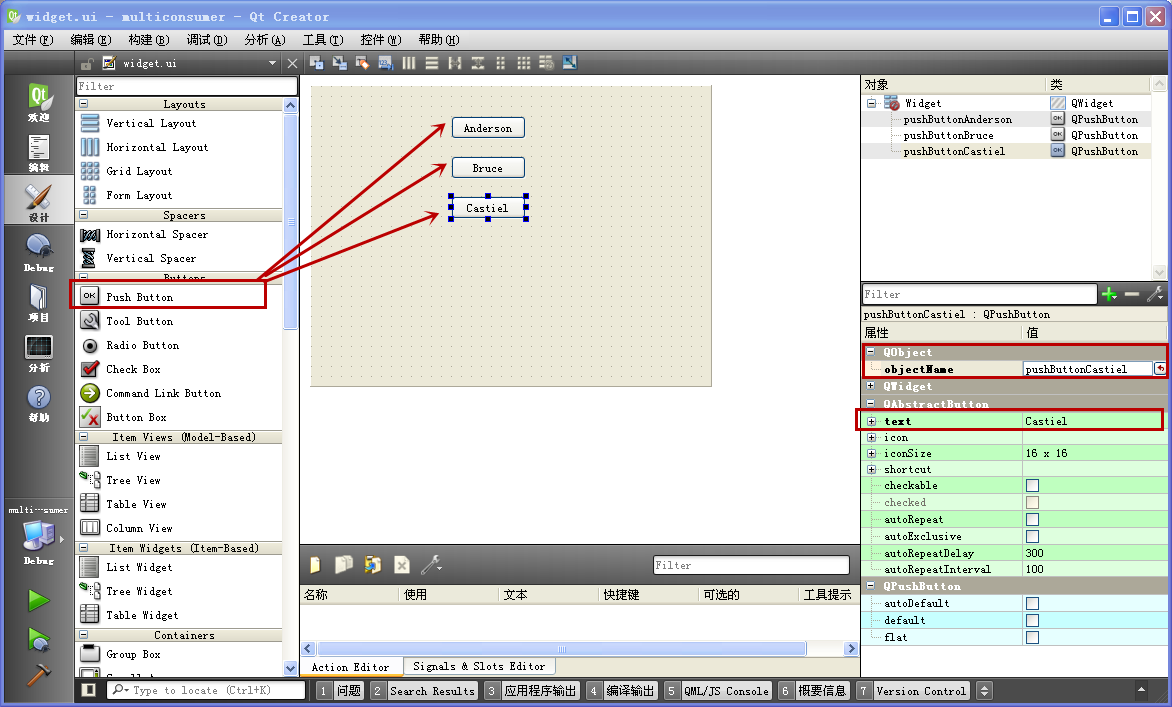 widget.ui - multiconsumer - Qt Creator
文件(F) 编辑(E) 构建(B) 调试(D) 分析(A) 工具(T) 控件(W) 帮助(H)
widget.ui
欢迎
编辑
设计
Debug
项目
分析
帮助
multi···sumer
Debug
Filter
Layouts
Vertical Layout
Horizontal Layout
Grid Layout
Form Layout
Spacers
Horizontal Spacer
Vertical Spacer
Buttons
OK Push Button
Tool Button
Radio Button
Check Box
Command Link Button
Button Box
Item Views (Model-Based)
List View
Tree View
Table View
Column View
Item Widgets (Item-Based)
List Widget
Tree Widget
Table Widget
Containers
Group Box
Anderson
Bruce
Castiel
Filter
名称 使用 文本 快捷键 可选的 工具提示
Action Editor Signals & Slots Editor
对象 类
Widget QWidget
pushButtonAnderson OK QPushButton
pushButtonBruce OK QPushButton
pushButtonCastiel OK QPushButton
Filter
pushButtonCastiel : QPushButton
属性 值
QObject
objectName pushButtonCastiel
QWidget
QAbstractButton
text Castiel
icon
iconSize 16 x 16
shortcut
checkable
checked
autoRepeat
autoExclusive
autoRepeatDelay 300
autoRepeatInterval 100
QPushButton
autoDefault
default
flat
Type to locate (Ctrl+K) 1 问题 2 Search Results 3 应用程序输出 4 编译输出 5 QML/JS Console 6 概要信息 7 Version Control